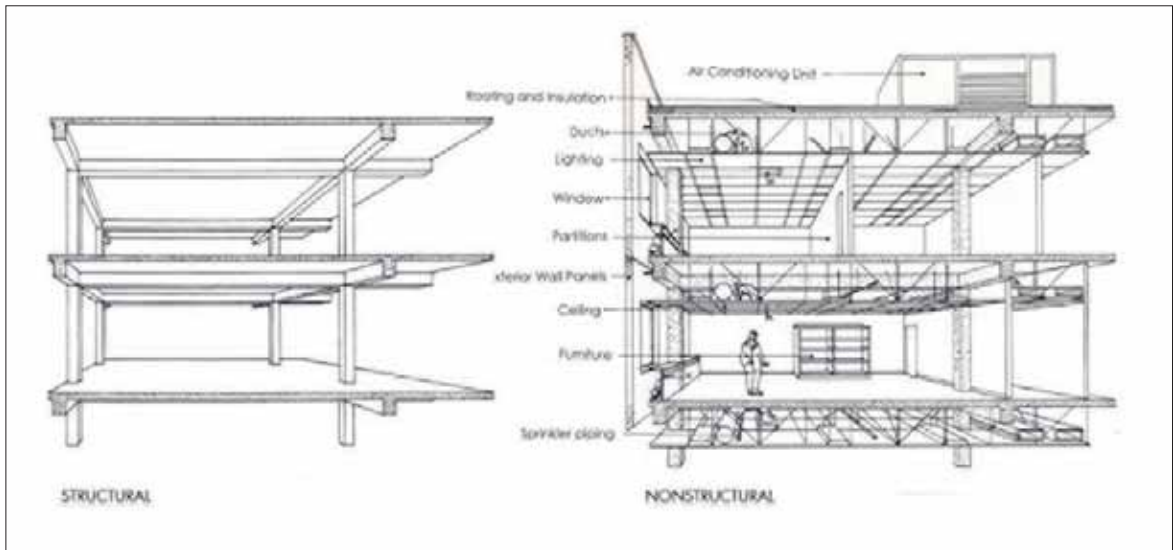 Air Conditioning Unit
Roofing and Insulation
Ducts
Lighting
Window
Partitions
xterior Wall Panels
Ceiling
Furniture
Sprinkler piping
STRUCTURAL
NONSTRUCTURAL